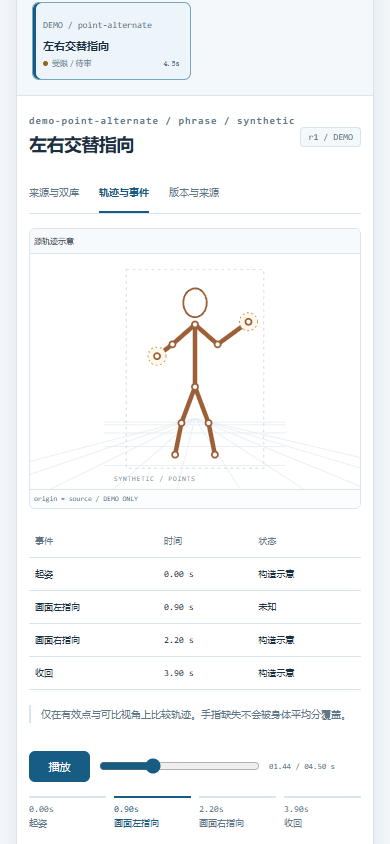 DEMO / point-alternate
左右交替指向
受限 / 待审 4.5s
demo-point-alternate / phrase / synthetic
左右交替指向
r1 / DEMO
来源与双库 轨迹与事件 版本与来源
源轨迹示意
SYNTHETIC / POINTS
origin = source / DEMO ONLY
事件 时间 状态
起姿 0.00 s 构造示意
画面左指向 0.90 s 未知
画面右指向 2.20 s 构造示意
收回 3.90 s 构造示意
仅在有效点与可比视角上比较轨迹。手指缺失不会被身体平均分覆盖。
播放 01.44 / 04.50 s
0.00s 0.90s 2.20s 3.90s
起姿 画面左指向 画面右指向 收回